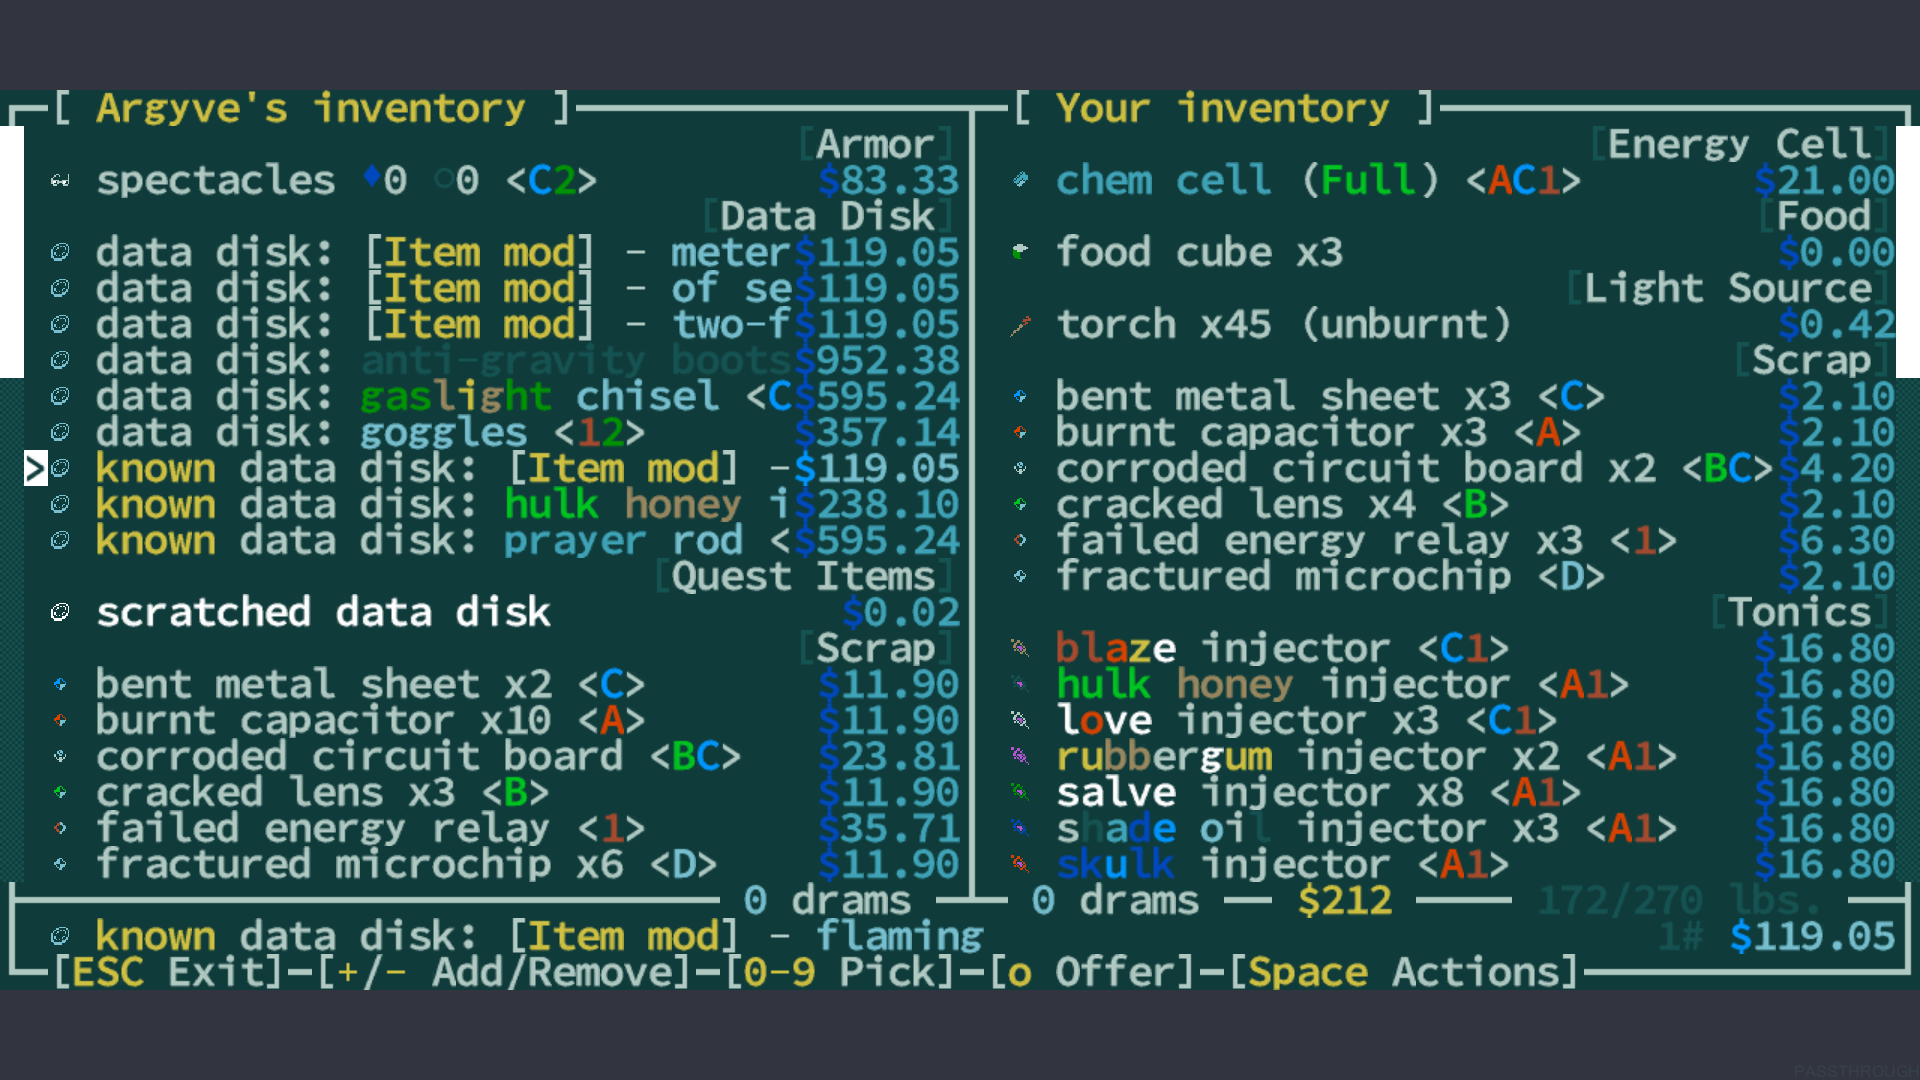 [ Argyve's inventory ]
[Armor]
spectacles ♦0 ○0 <C2> $83.33
[Data Disk]
data disk: [Item mod] - meter $119.05
data disk: [Item mod] - of se $119.05
data disk: [Item mod] - two-f $119.05
data disk: anti-gravity boots $952.38
data disk: gaslight chisel <C $595.24
data disk: goggles <12> $357.14
> known data disk: [Item mod] - $119.05
known data disk: hulk honey i $238.10
known data disk: prayer rod < $595.24
[Quest Items]
scratched data disk $0.02
[Scrap]
bent metal sheet x2 <C> $11.90
burnt capacitor x10 <A> $11.90
corroded circuit board <BC> $23.81
cracked lens x3 <B> $11.90
failed energy relay <1> $35.71
fractured microchip x6 <D> $11.90
0 drams
[ Your inventory ]
[Energy Cell]
chem cell (Full) <AC1> $21.00
[Food]
food cube x3 $0.00
[Light Source]
torch x45 (unburnt) $0.42
[Scrap]
bent metal sheet x3 <C> $2.10
burnt capacitor x3 <A> $2.10
corroded circuit board x2 <BC> $4.20
cracked lens x4 <B> $2.10
failed energy relay x3 <1> $6.30
fractured microchip <D> $2.10
[Tonics]
blaze injector <C1> $16.80
hulk honey injector <A1> $16.80
love injector x3 <C1> $16.80
rubbergum injector x2 <A1> $16.80
salve injector x8 <A1> $16.80
shade oil injector x3 <A1> $16.80
skulk injector <A1> $16.80
0 drams — $212 — 172/270 lbs.
known data disk: [Item mod] - flaming 1# $119.05
[ESC Exit]-[+/- Add/Remove]-[0-9 Pick]-[o Offer]-[Space Actions]
PASSTHROUGH